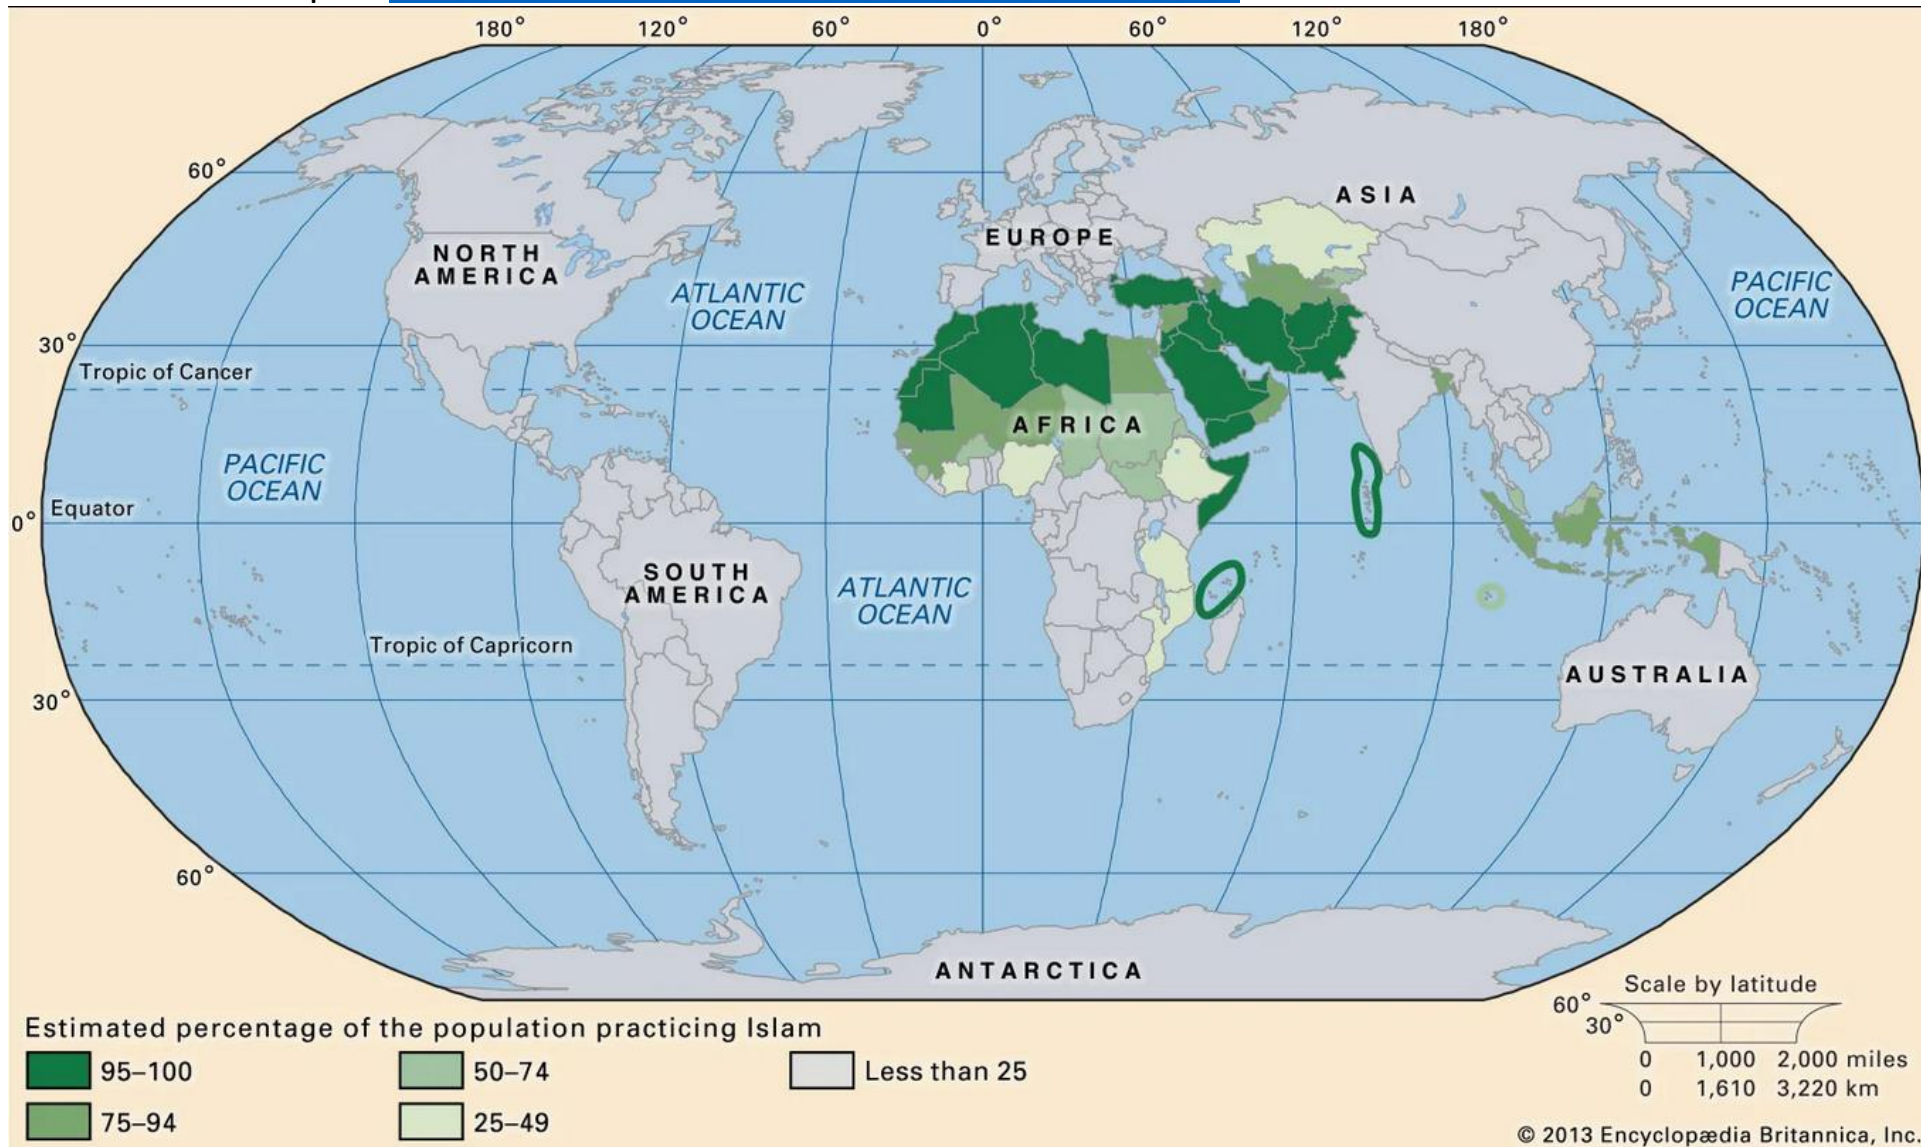 180° 120° 60° 0° 60° 120° 180°
60°
ASIA
EUROPE
NORTH
AMERICA
ATLANTIC
OCEAN
PACIFIC
OCEAN
30°
Tropic of Cancer
AFRICA
PACIFIC
OCEAN
Equator
0°
SOUTH
AMERICA
ATLANTIC
OCEAN
Tropic of Capricorn
AUSTRALIA
30°
60°
ANTARCTICA
Scale by latitude
60°
30°
0 1,000 2,000 miles
0 1,610 3,220 km
Estimated percentage of the population practicing Islam
95–100
75–94
50–74
25–49
Less than 25
© 2013 Encyclopædia Britannica, Inc.